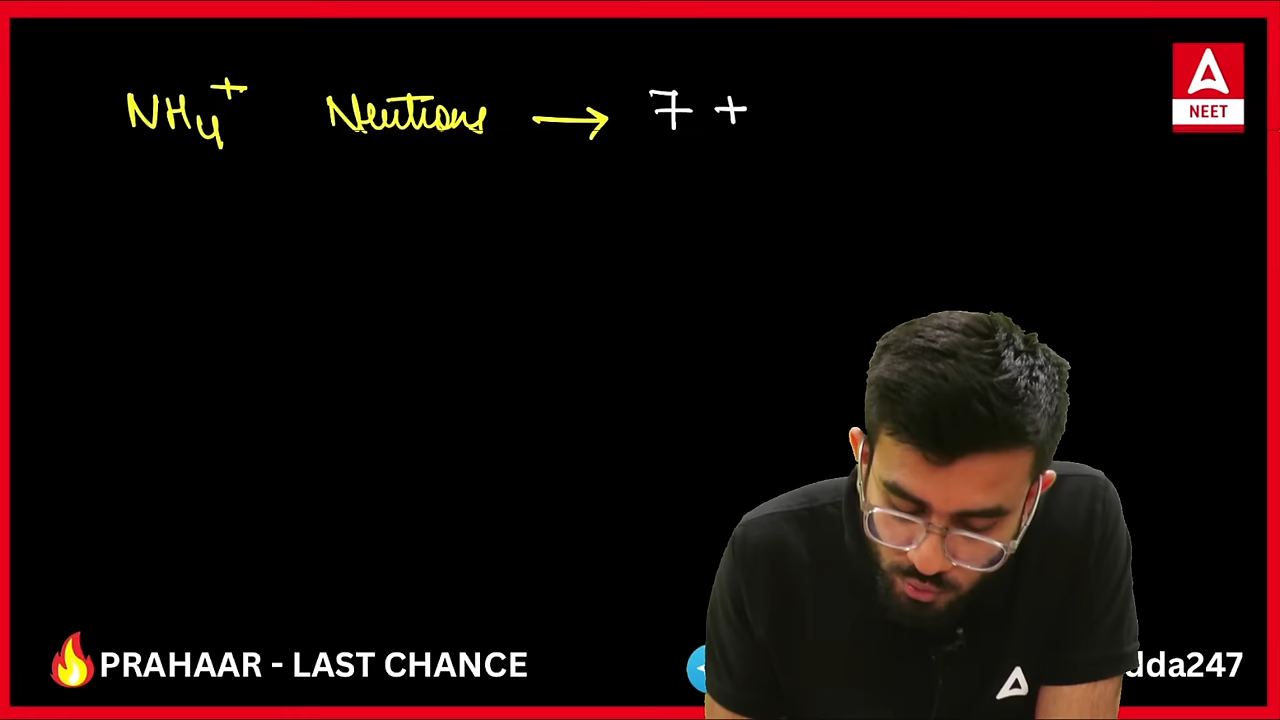 NH4+ Neutrons → 7 +
NEET
PRAHAAR - LAST CHANCE
dda247